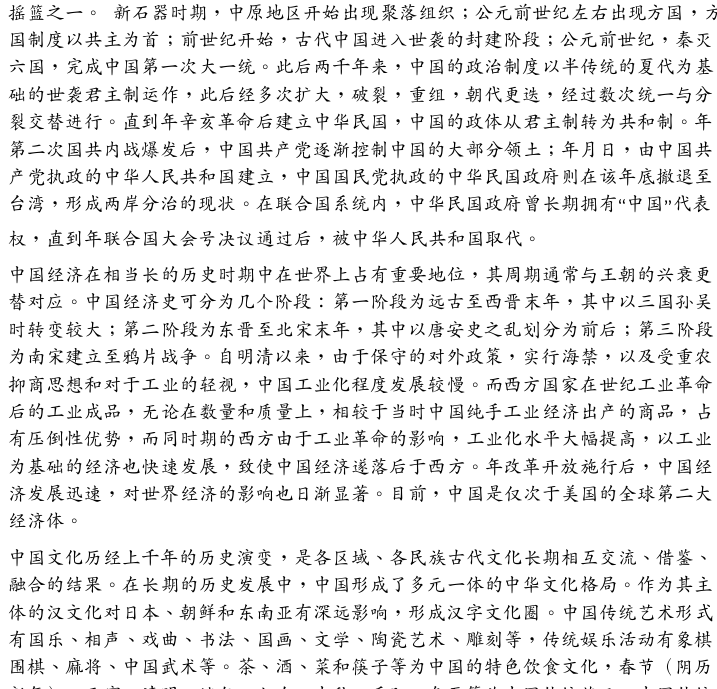 摇篮之一。 新石器时期，中原地区开始出现聚落组织；公元前世纪左右出现方国，方
国制度以共主为首；前世纪开始，古代中国进入世袭的封建阶段；公元前世纪，秦灭
六国，完成中国第一次大一统。此后两千年来，中国的政治制度以半传统的夏代为基
础的世袭君主制运作，此后经多次扩大，破裂，重组，朝代更迭，经过数次统一与分
裂交替进行。直到年辛亥革命后建立中华民国，中国的政体从君主制转为共和制。年
第二次国共内战爆发后，中国共产党逐渐控制中国的大部分领土；年月日，由中国共
产党执政的中华人民共和国建立，中国国民党执政的中华民国政府则在该年底撤退至
台湾，形成两岸分治的现状。在联合国系统内，中华民国政府曾长期拥有“中国”代表
权，直到年联合国大会号决议通过后，被中华人民共和国取代。
中国经济在相当长的历史时期中在世界上占有重要地位，其周期通常与王朝的兴衰更
替对应。中国经济史可分为几个阶段：第一阶段为远古至西晋末年，其中以三国孙吴
时转变较大；第二阶段为东晋至北宋末年，其中以唐安史之乱划分为前后；第三阶段
为南宋建立至鸦片战争。自明清以来，由于保守的对外政策，实行海禁，以及受重农
抑商思想和对于工业的轻视，中国工业化程度发展较慢。而西方国家在世纪工业革命
后的工业成品，无论在数量和质量上，相较于当时中国纯手工业经济出产的商品，占
有压倒性优势，而同时期的西方由于工业革命的影响，工业化水平大幅提高，以工业
为基础的经济也快速发展，致使中国经济遂落后于西方。年改革开放施行后，中国经
济发展迅速，对世界经济的影响也日渐显著。目前，中国是仅次于美国的全球第二大
经济体。
中国文化历经上千年的历史演变，是各区域、各民族古代文化长期相互交流、借鉴、
融合的结果。在长期的历史发展中，中国形成了多元一体的中华文化格局。作为其主
体的汉文化对日本、朝鲜和东南亚有深远影响，形成汉字文化圈。中国传统艺术形式
有国乐、相声、戏曲、书法、国画、文学、陶瓷艺术、雕刻等，传统娱乐活动有象棋
围棋、麻将、中国武术等。茶、酒、菜和筷子等为中国的特色饮食文化，春节（阴历